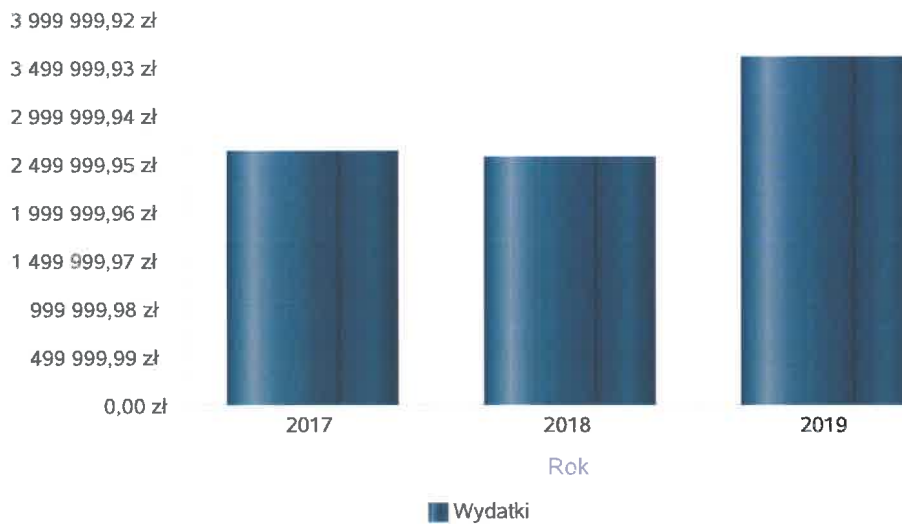 3 999 999,92 zł
3 499 999,93 zł
2 999 999,94 zł
2 499 999,95 zł
1 999 999,96 zł
1 499 999,97 zł
999 999,98 zł
499 999,99 zł
0,00 zł
2017 2018 2019
Rok
Wydatki